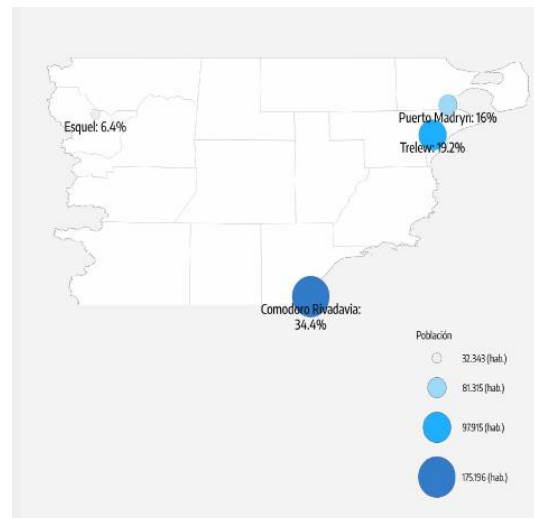 Puerto Madryn: 16%
Esquel: 6.4%
Trelew: 19.2%
Comodoro Rivadavia:
34.4%
Población
32.343 (hab.)
81.315 (hab.)
97.915 (hab.)
175.196 (hab.)